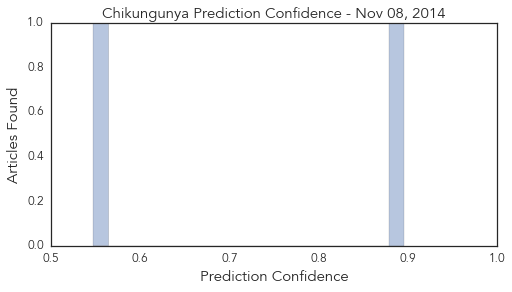 Chikungunya Prediction Confidence - Nov 08, 2014
1.0
0.8
0.6
0.4
0.2
0.0
Articles Found
0.5 0.6 0.7 0.8 0.9 1.0
Prediction Confidence